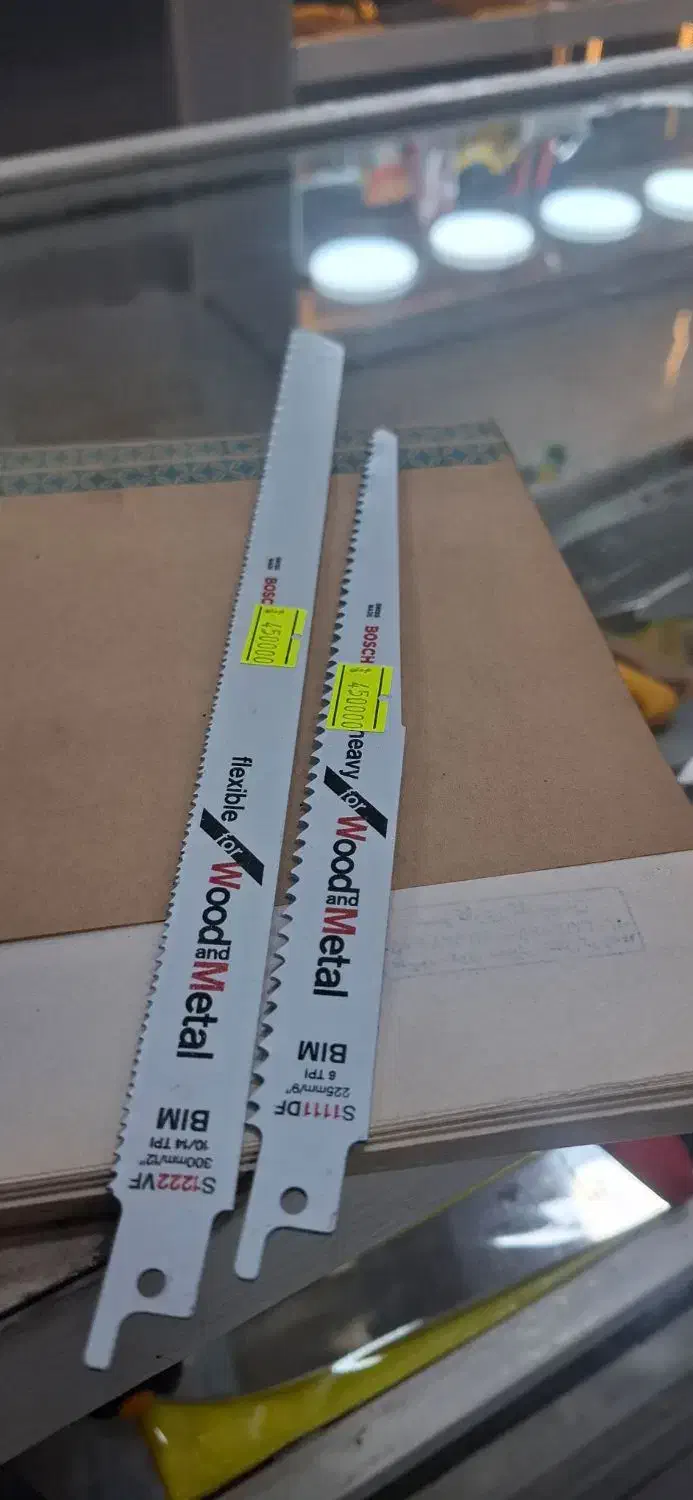 BOSC
450000
flexible
for
Wood and Metal
BIM
10/14 TPI
300mm/12"
S1222VF
BOSCH
450000
heavy
for
Wood and Metal
BIM
6 TPI
225mm/9"
S1111DF